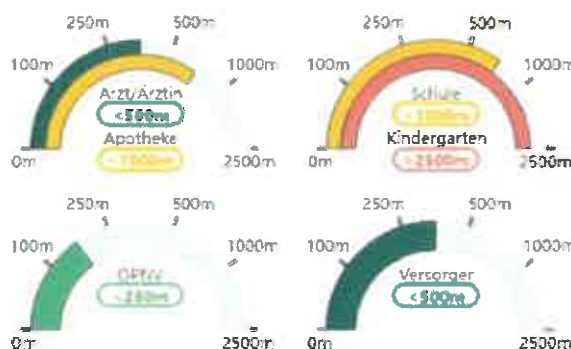 250m 500m
100m 1000m
Arzt/Ärztin
<500m
Apotheke
<1000m
0m 2500m
250m 500m
100m 1000m
Schule
<1000m
Kindergarten
<2500m
0m 2500m
250m 500m
100m 1000m
ÖPNV
<250m
0m 2500m
250m 500m
100m 1000m
Versorger
<500m
0m 2500m